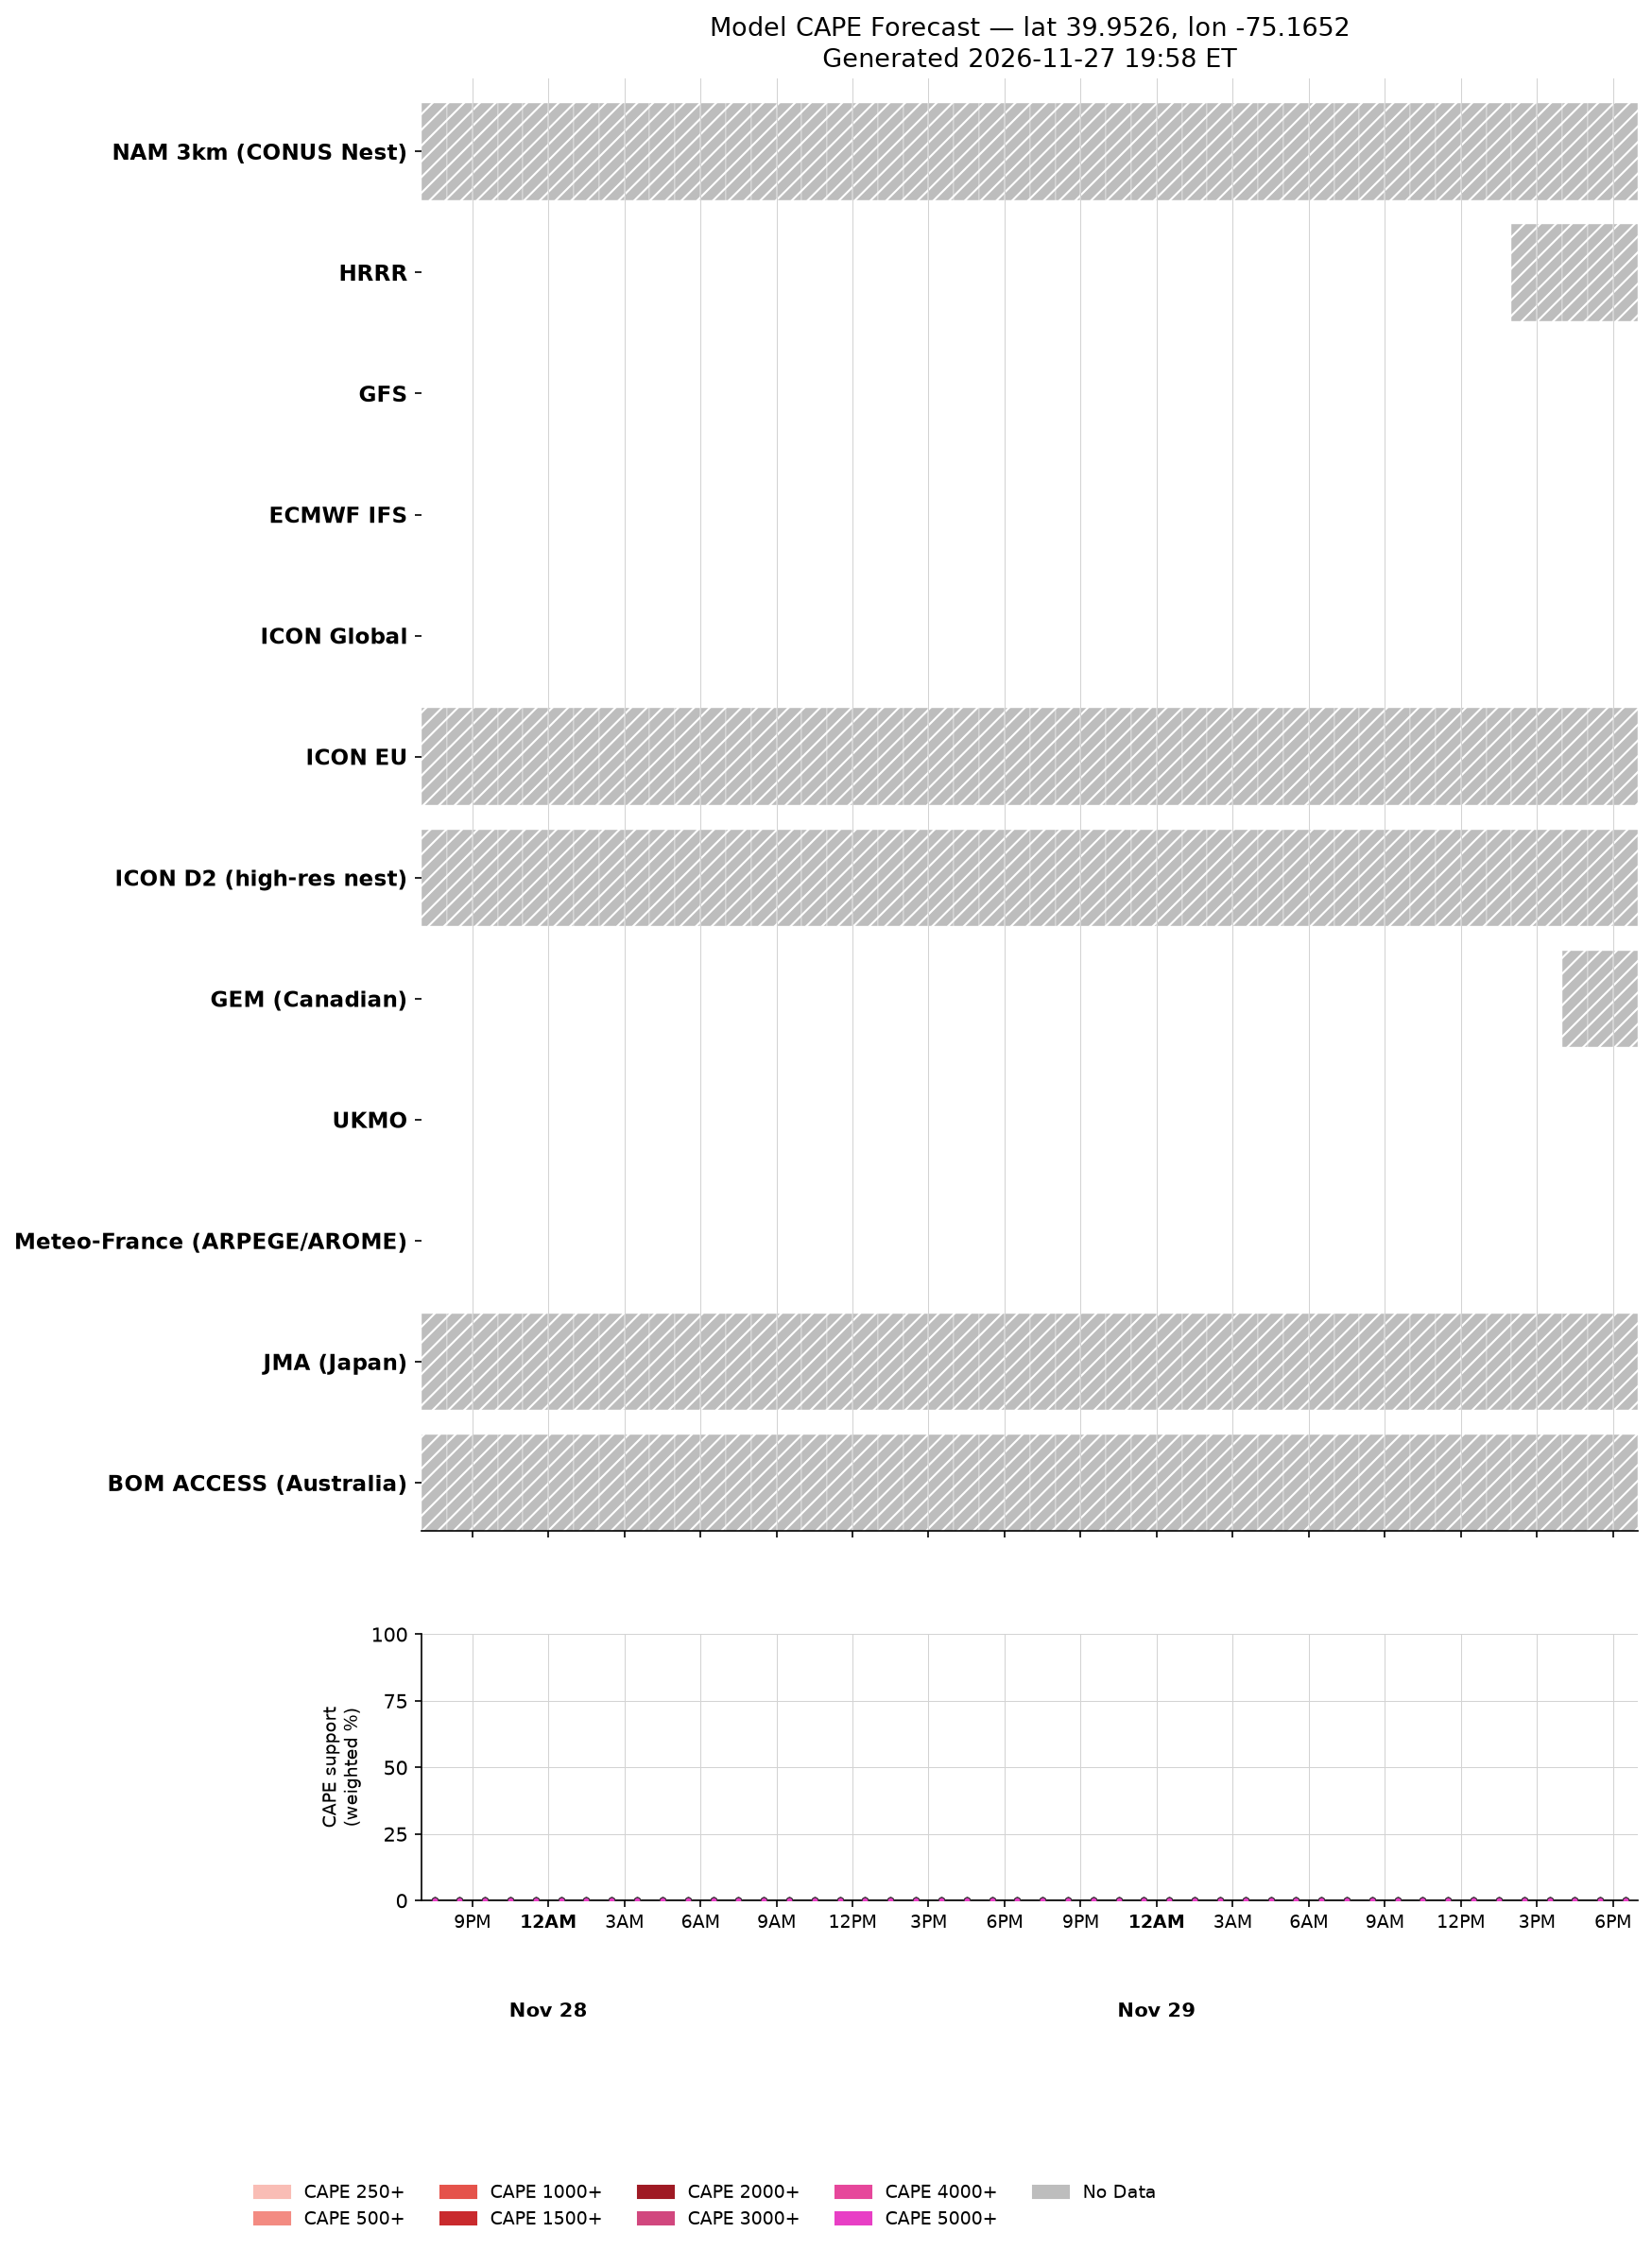 Model CAPE Forecast — lat 39.9526, lon -75.1652
Generated 2026-11-27 19:58 ET
NAM 3km (CONUS Nest)
HRRR
GFS
ECMWF IFS
ICON Global
ICON EU
ICON D2 (high-res nest)
GEM (Canadian)
UKMO
Meteo-France (ARPEGE/AROME)
JMA (Japan)
BOM ACCESS (Australia)
CAPE support
(weighted %)
100
75
50
25
0
9PM 12AM 3AM 6AM 9AM 12PM 3PM 6PM 9PM 12AM 3AM 6AM 9AM 12PM 3PM 6PM
Nov 28 Nov 29
CAPE 250+ CAPE 1000+ CAPE 2000+ CAPE 4000+ No Data
CAPE 500+ CAPE 1500+ CAPE 3000+ CAPE 5000+